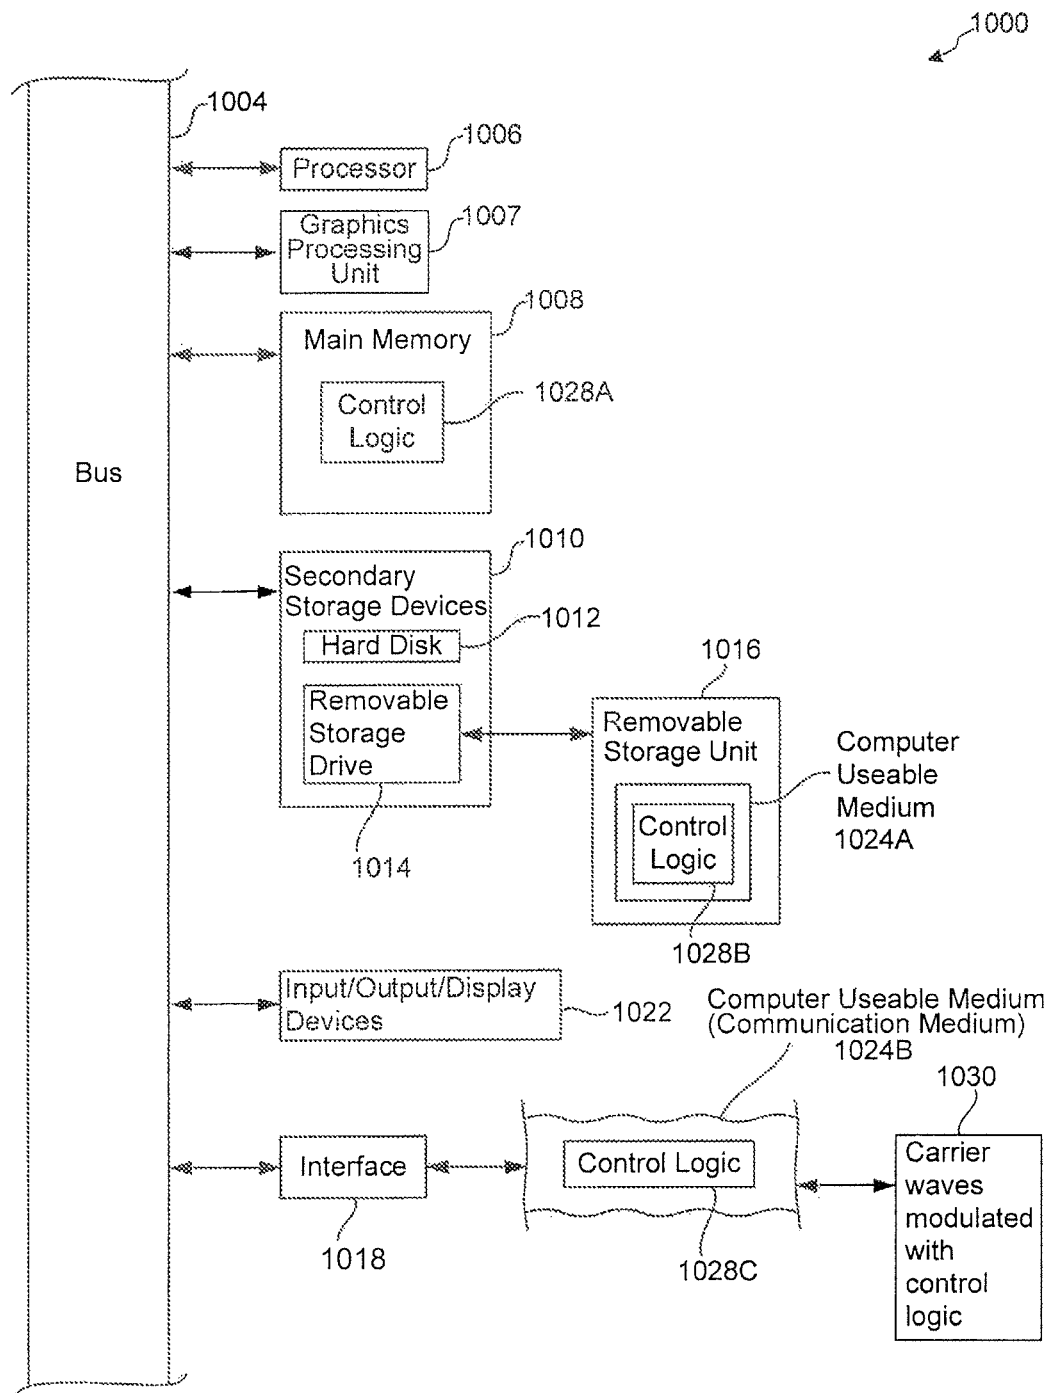 1000
1004
1006
Processor
1007
Graphics
Processing
Unit
1008
Main Memory
1028A
Control
Logic
Bus
1010
Secondary
Storage Devices
1012
Hard Disk
1016
Removable
Storage
Drive
Removable
Storage Unit
Computer
Useable
Medium
1024A
Control
Logic
1014
1028B
Input/Output/Display
Devices
1022
Computer Useable Medium
(Communication Medium)
1024B
1030
Interface
Control Logic
Carrier
waves
modulated
with
control
logic
1018
1028C